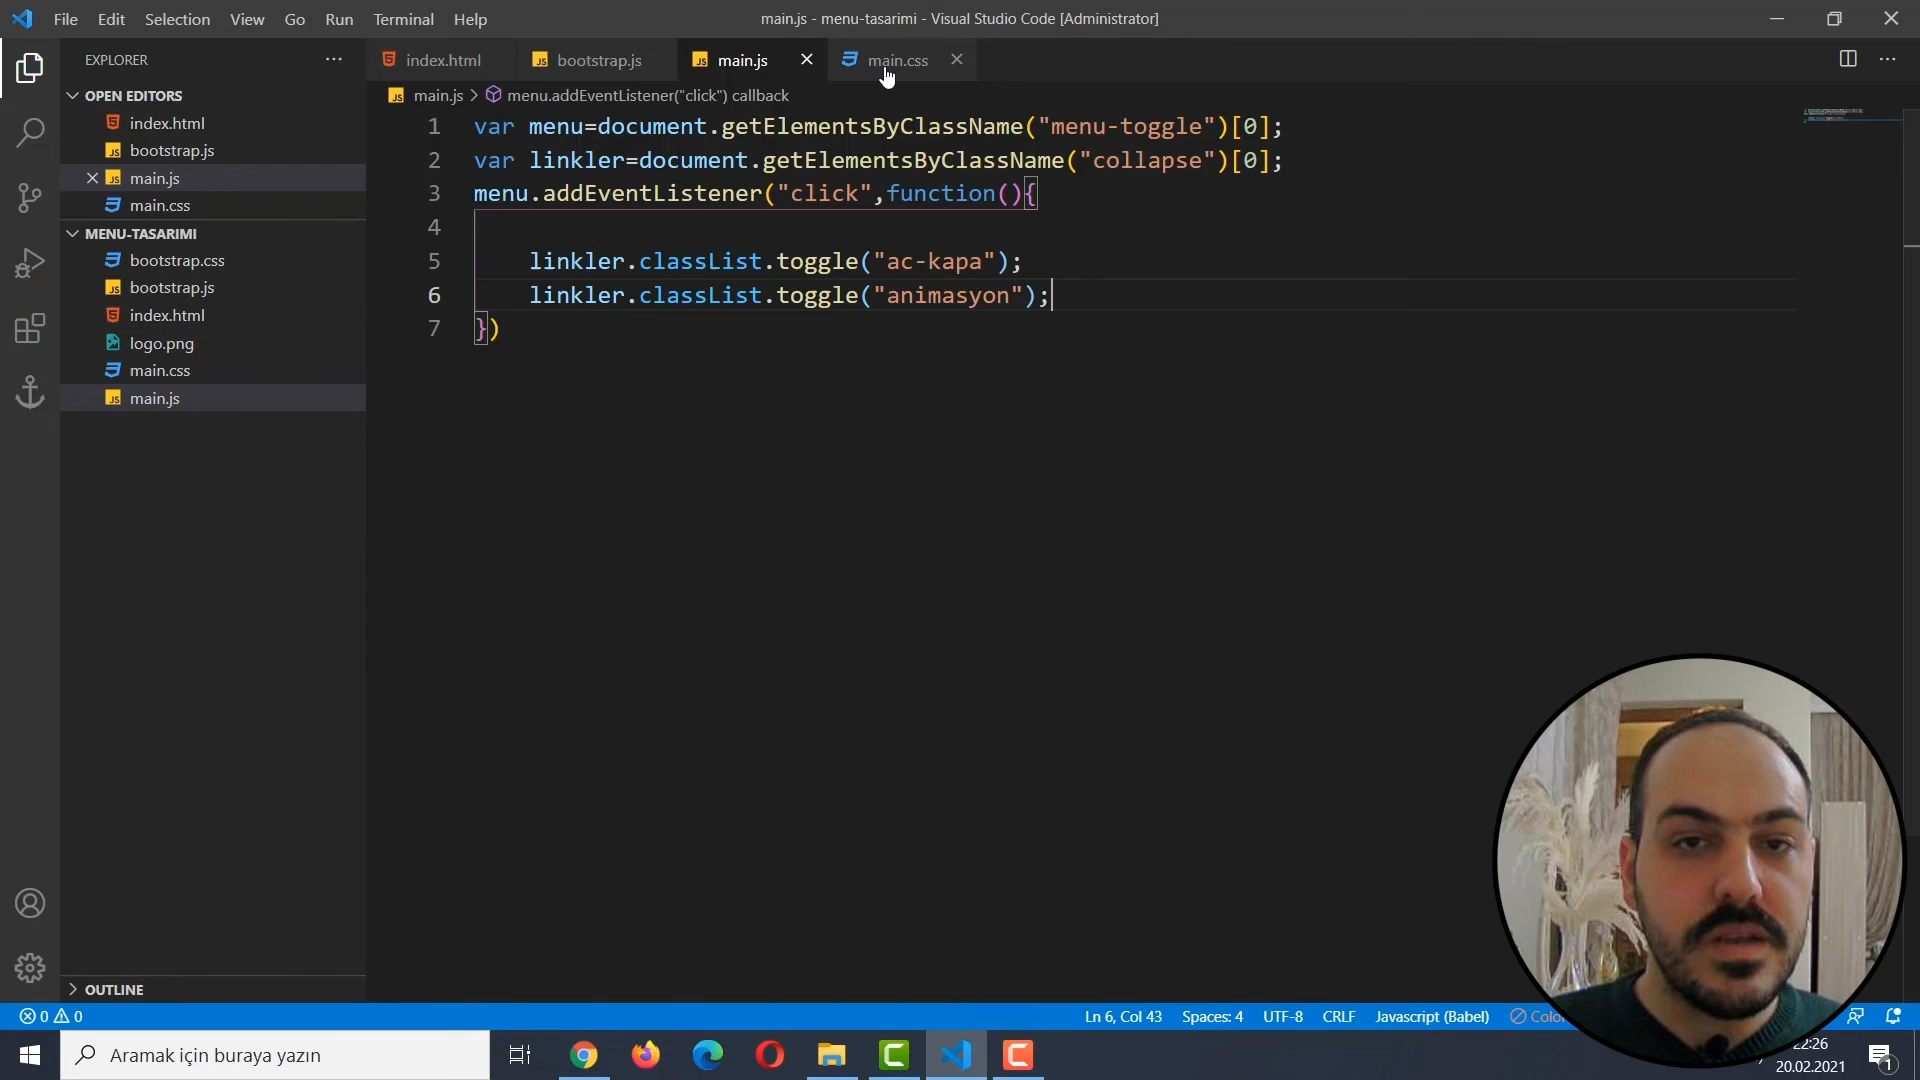 File Edit Selection View Go Run Terminal Help
main.js - menu-tasarimi - Visual Studio Code [Administrator]
EXPLORER
index.html
bootstrap.js
main.js
main.css
OPEN EDITORS
main.js > menu.addEventListener("click") callback
index.html
bootstrap.js
main.js
main.css
MENU-TASARIMI
bootstrap.css
bootstrap.js
index.html
logo.png
main.css
main.js
1 var menu=document.getElementsByClassName("menu-toggle")[0];
2 var linkler=document.getElementsByClassName("collapse")[0];
3 menu.addEventListener("click",function(){
4
5 linkler.classList.toggle("ac-kapa");
6 linkler.classList.toggle("animasyon");
7 })
OUTLINE
0 0
Ln 6, Col 43 Spaces: 4 UTF-8 CRLF Javascript (Babel)
Aramak için buraya yazın
22:26
20.02.2021
1